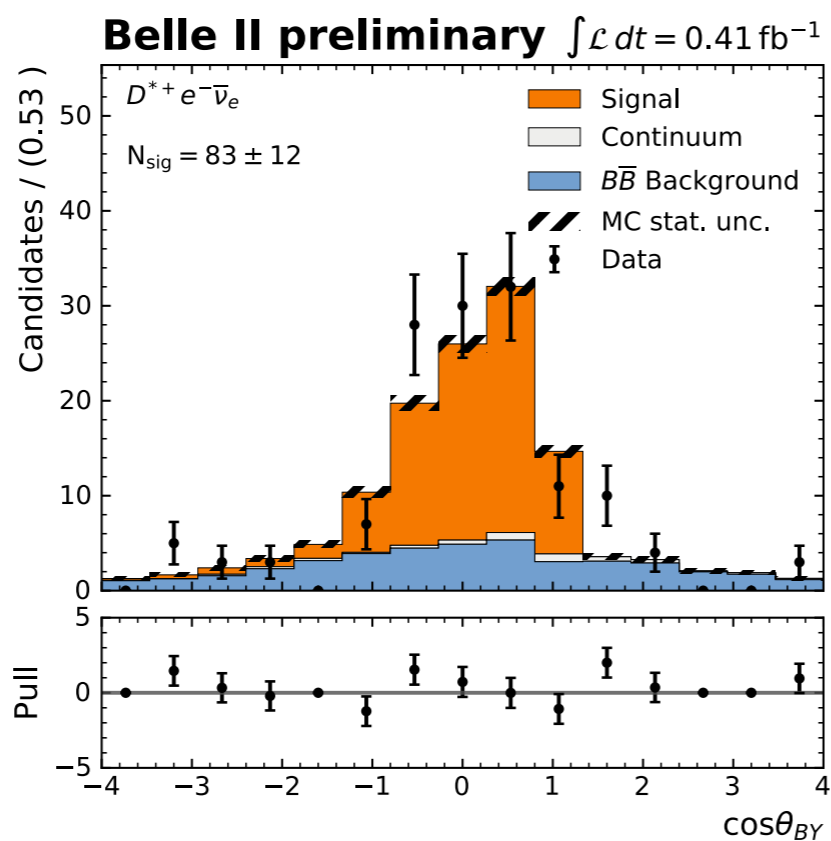 Belle II preliminary ∫ℒ dt = 0.41 fb⁻¹
D*⁺e⁻ν̅ₑ
N_sig = 83 ± 12
Signal
Continuum
BB̅ Background
MC stat. unc.
Data
Candidates / (0.53 )
50
40
30
20
10
0
Pull
5
0
−5
−4 −3 −2 −1 0 1 2 3 4
cosθ_BY